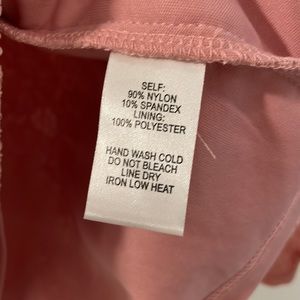 SELF:
90% NYLON
10% SPANDEX
LINING:
100% POLYESTER
HAND WASH COLD
DO NOT BLEACH
LINE DRY
IRON LOW HEAT